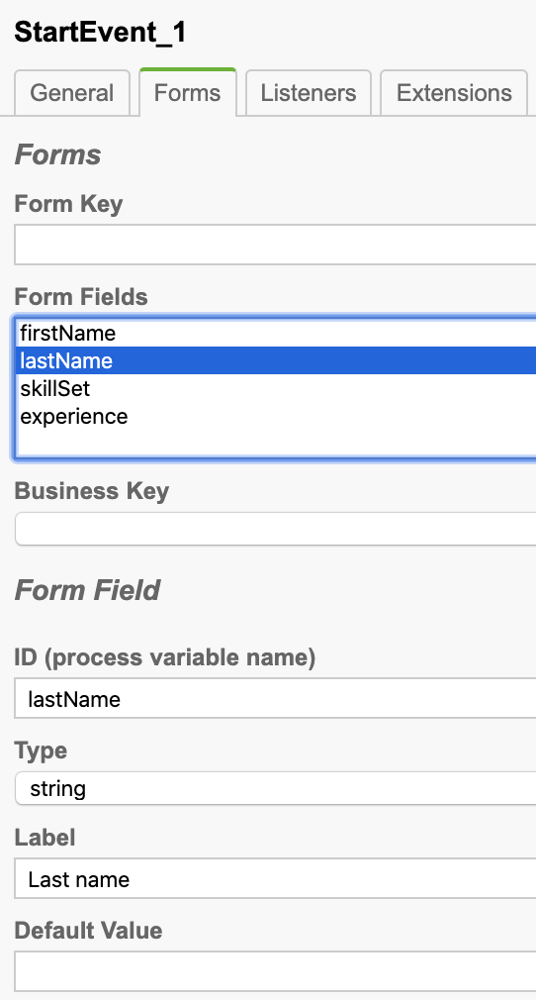 StartEvent_1
General Forms Listeners Extensions
Forms
Form Key
Form Fields
firstName
lastName
skillSet
experience
Business Key
Form Field
ID (process variable name)
lastName
Type
string
Label
Last name
Default Value